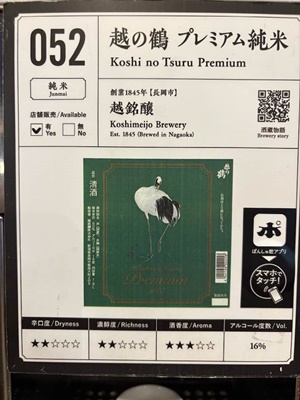 052
越の鶴 プレミアム純米
Koshi no Tsuru Premium
純米
Junmai
店舗販売/Available
有
Yes
無
No
創業1845年【長岡市】
越銘醸
Koshimeijo Brewery
Est. 1845 (Brewed in Nagaoka)
酒蔵物語
Brewery story
越の鶴
清酒
Premium
ぽ
ぽんしゅ館アプリ
スマホで
タッチ!
辛口度/Dryness
濃醇度/Richness
酒香度/Aroma
アルコール度数/Vol.
★★☆☆☆
★★☆☆☆
★★★☆☆
16%